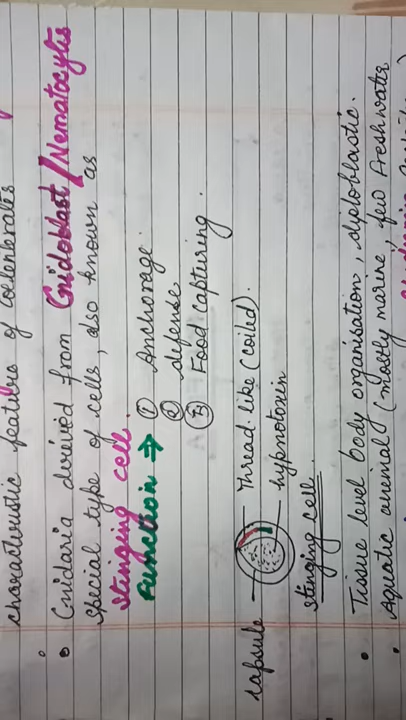 characteristic features of coelenterates
• Cnidaria derived from Cnidoblast/Nematocytes
special type of cells, also known as
stinging cell.
Function ⇒ ① Anchorage
② defense
③ Food capturing.
capsule
Thread-like (coiled).
hypnotoxin
stinging cell.
• Tissue level body organisation, diploblastic.
• Aquatic animal (mostly marine, few Freshwater